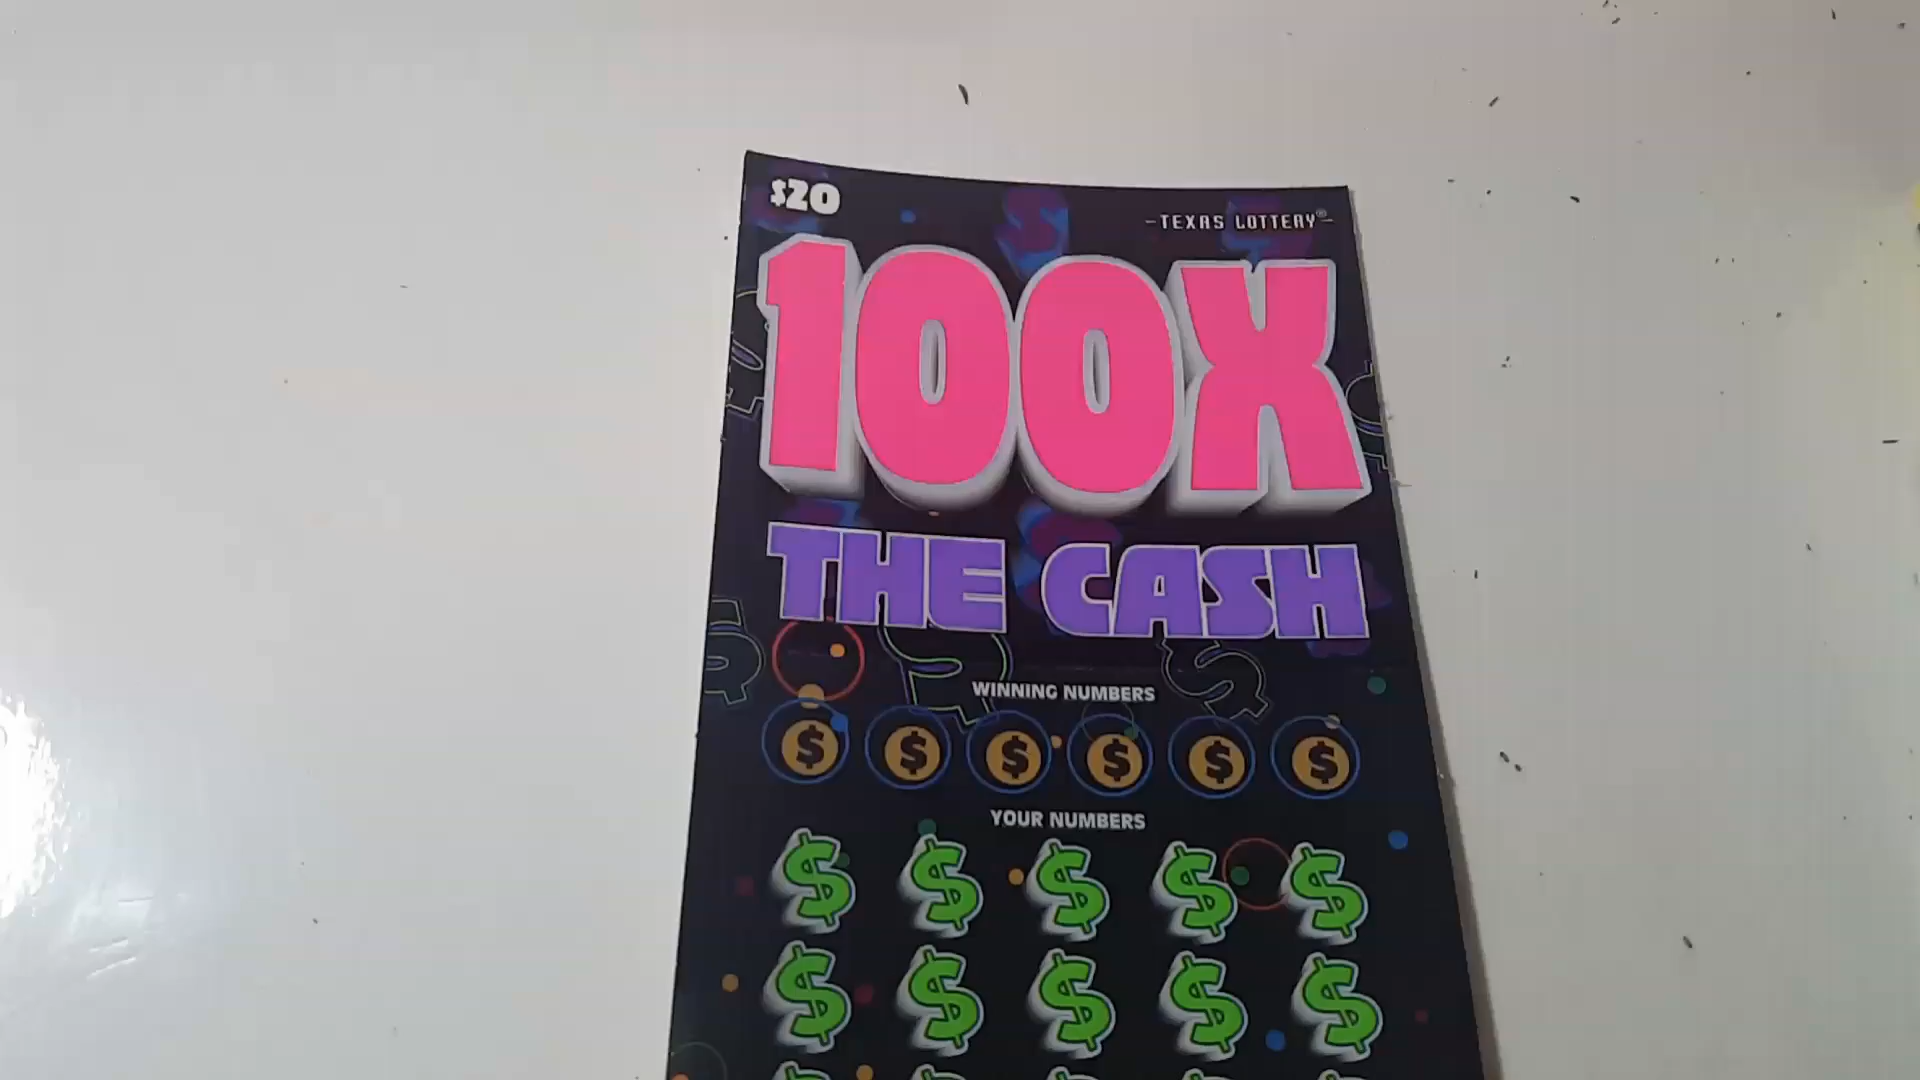 $20
TEXAS LOTTERY®
100X
THE CASH
WINNING NUMBERS
$ $ $ $ $ $
YOUR NUMBERS
$ $ $ $ $
$ $ $ $ $